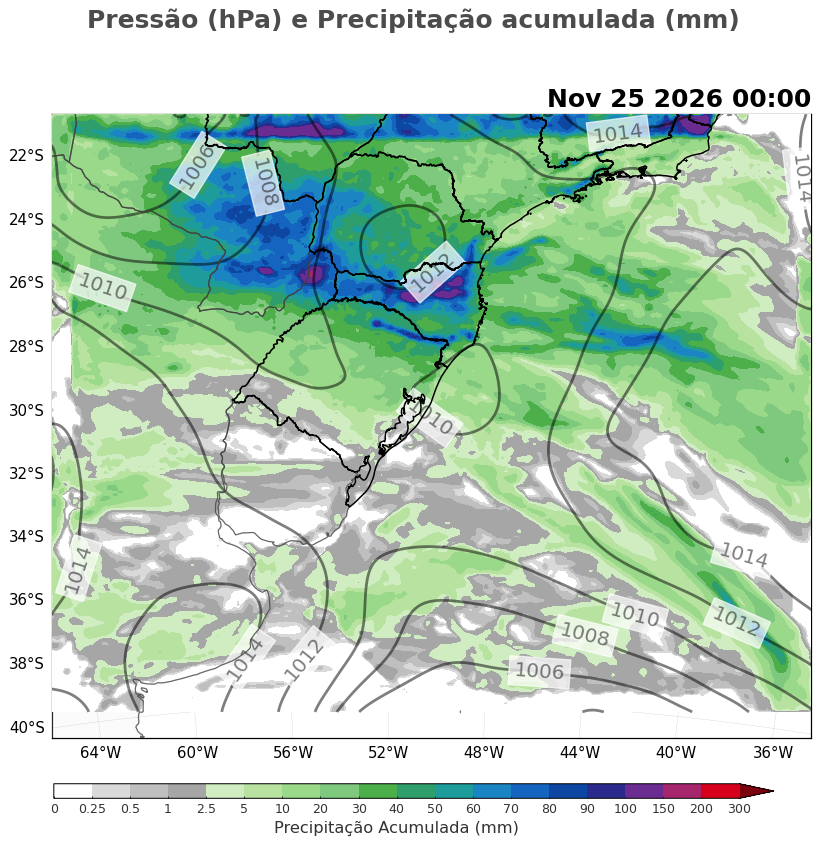 Pressão (hPa) e Precipitação acumulada (mm)
Nov 25 2026 00:00
22°S
24°S
26°S
28°S
30°S
32°S
34°S
36°S
38°S
40°S
1006
1008
1014
1014
1010
1012
1010
1014
1014
1012
1010
1008
1006
1014
1012
64°W 60°W 56°W 52°W 48°W 44°W 40°W 36°W
0 0.25 0.5 1 2.5 5 10 20 30 40 50 60 70 80 90 100 150 200 300
Precipitação Acumulada (mm)